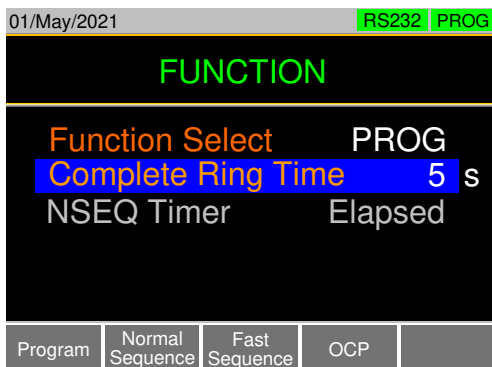 01/May/2021 RS232 PROG
FUNCTION
Function Select PROG
Complete Ring Time 5 s
NSEQ Timer Elapsed
Program Normal Sequence Fast Sequence OCP